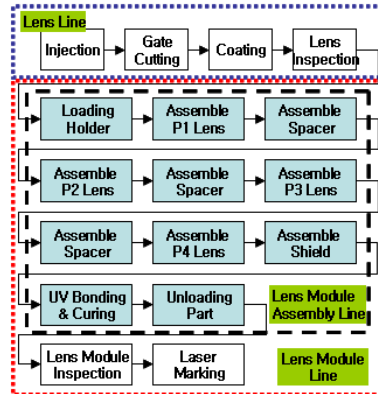 Lens Line
Injection
Gate
Cutting
Coating
Lens
Inspection
Loading
Holder
Assemble
P1 Lens
Assemble
Spacer
Assemble
P2 Lens
Assemble
Spacer
Assemble
P3 Lens
Assemble
Spacer
Assemble
P4 Lens
Assemble
Shield
UV Bonding
& Curing
Unloading
Part
Lens Module
Assembly Line
Lens Module
Inspection
Laser
Marking
Lens Module
Line